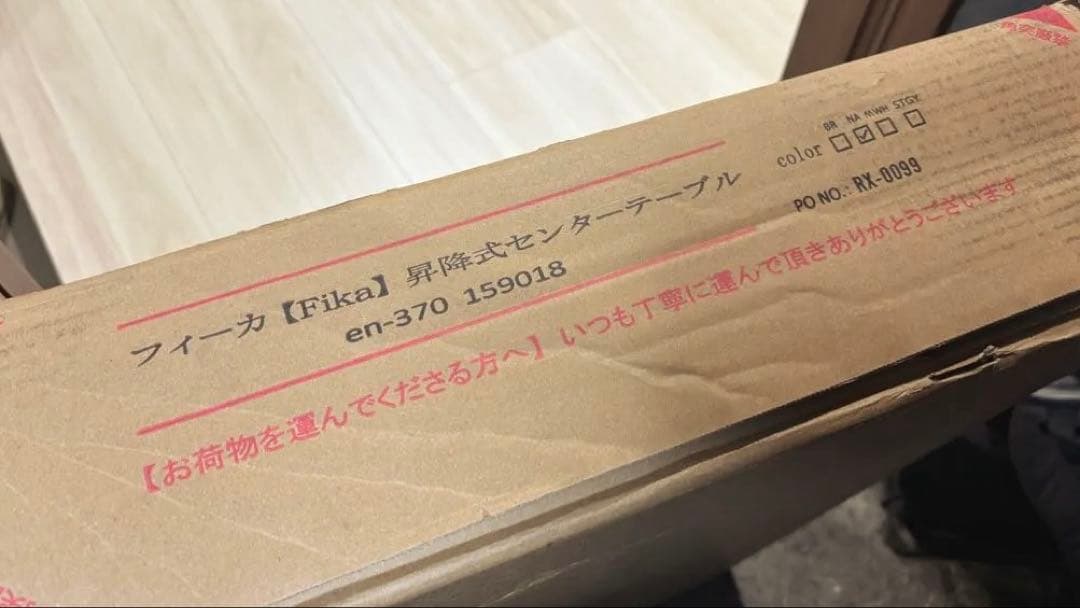 フィーカ【Fika】昇降式センターテーブル
en-370 159018
color BR NA MWH STGY
PO NO.: RX-0099
【お荷物を運んでくださる方へ】いつも丁寧に運んで頂きありがとうございます